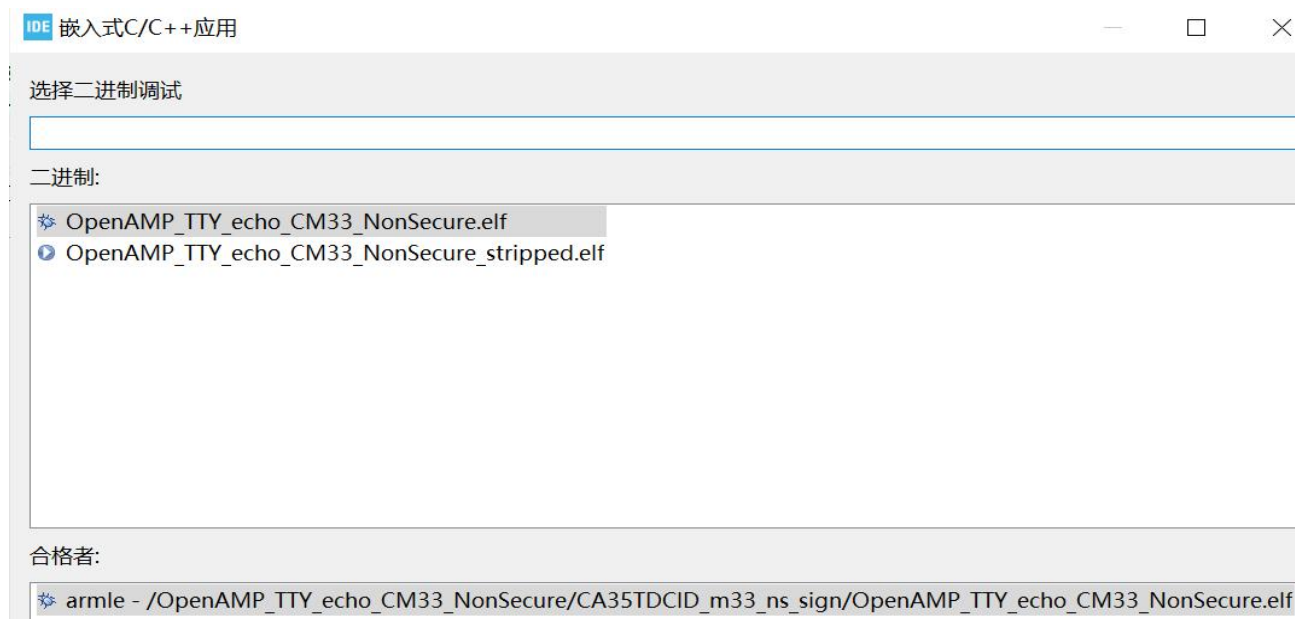 IDE 嵌入式C/C++应用
选择二进制调试
二进制:
OpenAMP_TTY_echo_CM33_NonSecure.elf
OpenAMP_TTY_echo_CM33_NonSecure_stripped.elf
合格者:
armle - /OpenAMP_TTY_echo_CM33_NonSecure/CA35TDCID_m33_ns_sign/OpenAMP_TTY_echo_CM33_NonSecure.elf